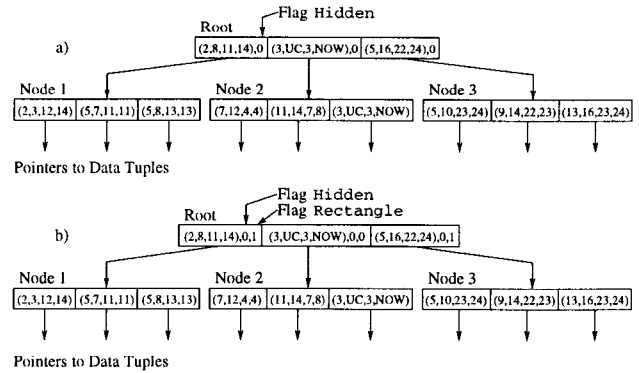 Flag Hidden
Root
a)
(2,8,11,14),0 (3,UC,3,NOW),0 (5,16,22,24),0
Node 1 Node 2 Node 3
(2,3,12,14) (5,7,11,11) (5,8,13,13) (7,12,4,4) (11,14,7,8) (3,UC,3,NOW) (5,10,23,24) (9,14,22,23) (13,16,23,24)
Pointers to Data Tuples
Flag Hidden
Flag Rectangle
Root
b)
(2,8,11,14),0,1 (3,UC,3,NOW),0,0 (5,16,22,24),0,1
Node 1 Node 2 Node 3
(2,3,12,14) (5,7,11,11) (5,8,13,13) (7,12,4,4) (11,14,7,8) (3,UC,3,NOW) (5,10,23,24) (9,14,22,23) (13,16,23,24)
Pointers to Data Tuples